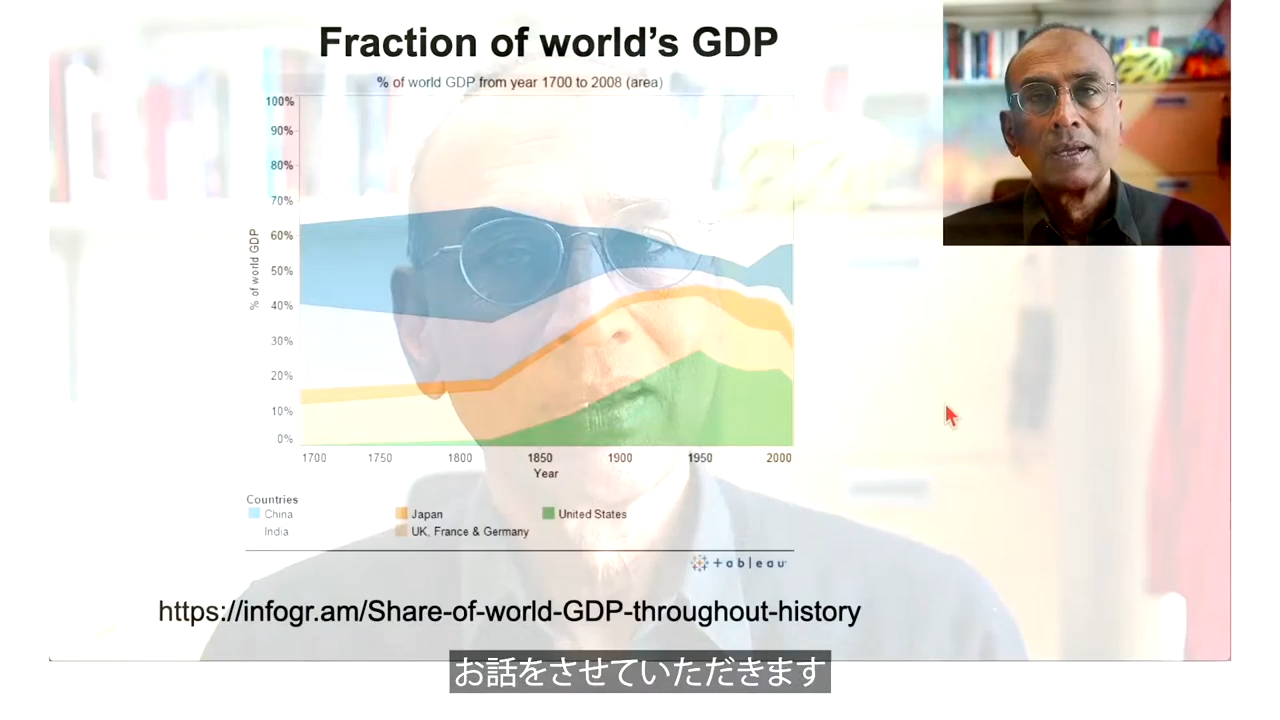 Fraction of world's GDP
% of world GDP from year 1700 to 2008 (area)
100%
90%
80%
70%
60%
50%
40%
30%
20%
10%
0%
% of world GDP
1700 1750 1800 1850 1900 1950 2000
Year
Countries
China Japan United States
India UK, France & Germany
+ableau
https://infogr.am/Share-of-world-GDP-throughout-history
お話をさせていただきます